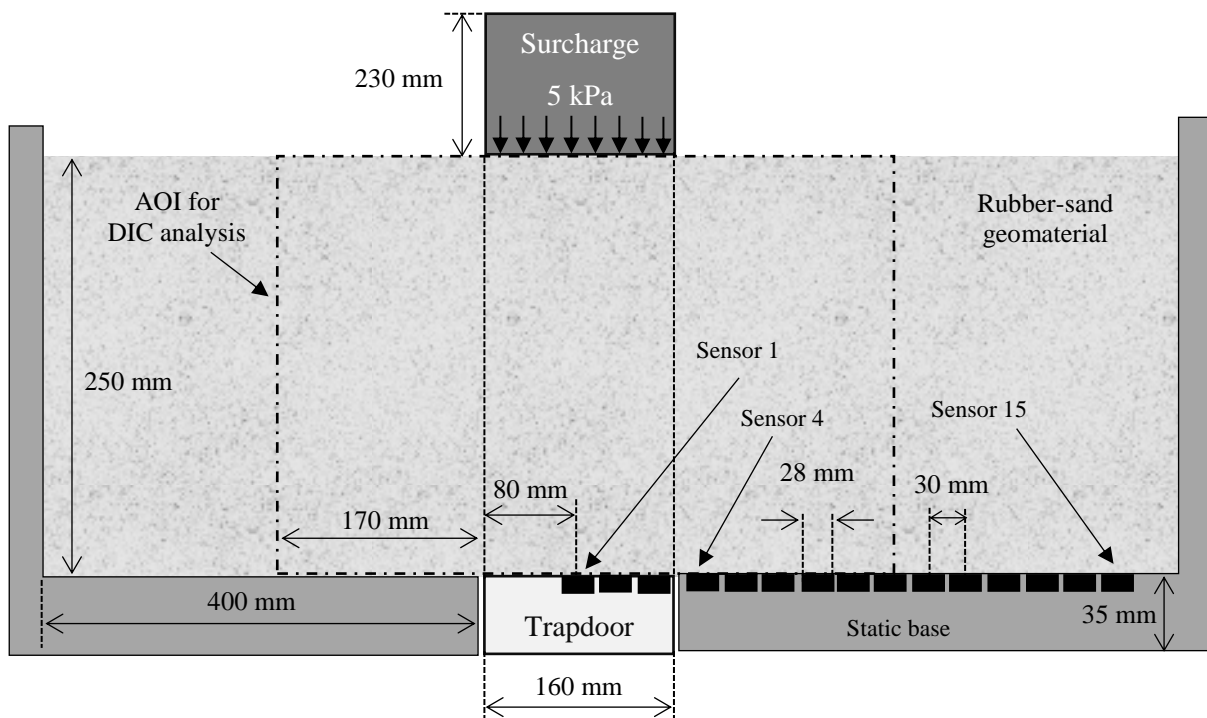 Surcharge
230 mm
5 kPa
AOI for
DIC analysis
Rubber-sand
geomaterial
Sensor 1
250 mm
Sensor 4
Sensor 15
28 mm
80 mm
30 mm
170 mm
400 mm
Trapdoor
Static base
35 mm
160 mm